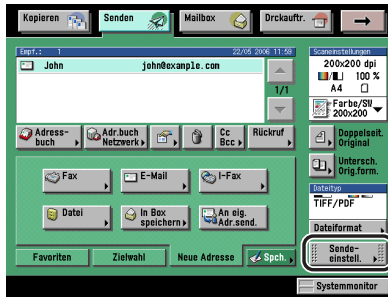 Kopieren
Senden
Mailbox
Drckauftr.
Empf.: 1
22/05 2006 11:58
John john@example.com
1/1
Scaneinstellungen
200x200 dpi
100 %
A4
Farbe/SW
200x200
Adress-
buch
Adr.buch
Netzwerk
Cc
Bcc
Rückruf
Doppelseit.
Original
Untersch.
Orig.form.
Fax
E-Mail
I-Fax
Datei
In Box
speichern
An eig.
Adr.send.
Dateityp
TIFF/PDF
Dateiformat
Sende-
einstell.
Favoriten
Zielwahl
Neue Adresse
Spch.
Systemmonitor